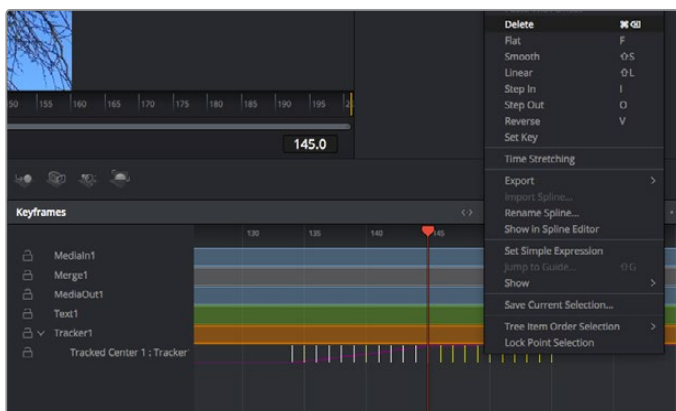 Delete ⌘⌫
Flat F
Smooth ⇧S
Linear ⇧L
Step In I
Step Out O
Reverse V
Set Key
Time Stretching
Export >
Import Spline...
Rename Spline...
Show in Spline Editor
Set Simple Expression
Jump to Guide... ⇧G
Show >
Save Current Selection...
Tree Item Order Selection >
Lock Point Selection
50 155 160 165 170 175 180 185 190 195 2
145.0
Keyframes <>
130 135 140 145
MediaIn1
Merge1
MediaOut1
Text1
Tracker1
Tracked Center 1 : Tracker